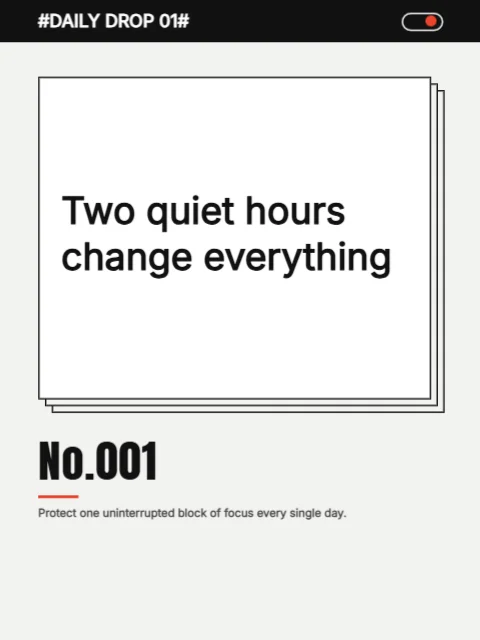 #DAILY DROP 01#
Two quiet hours
change everything
No.001
Protect one uninterrupted block of focus every single day.